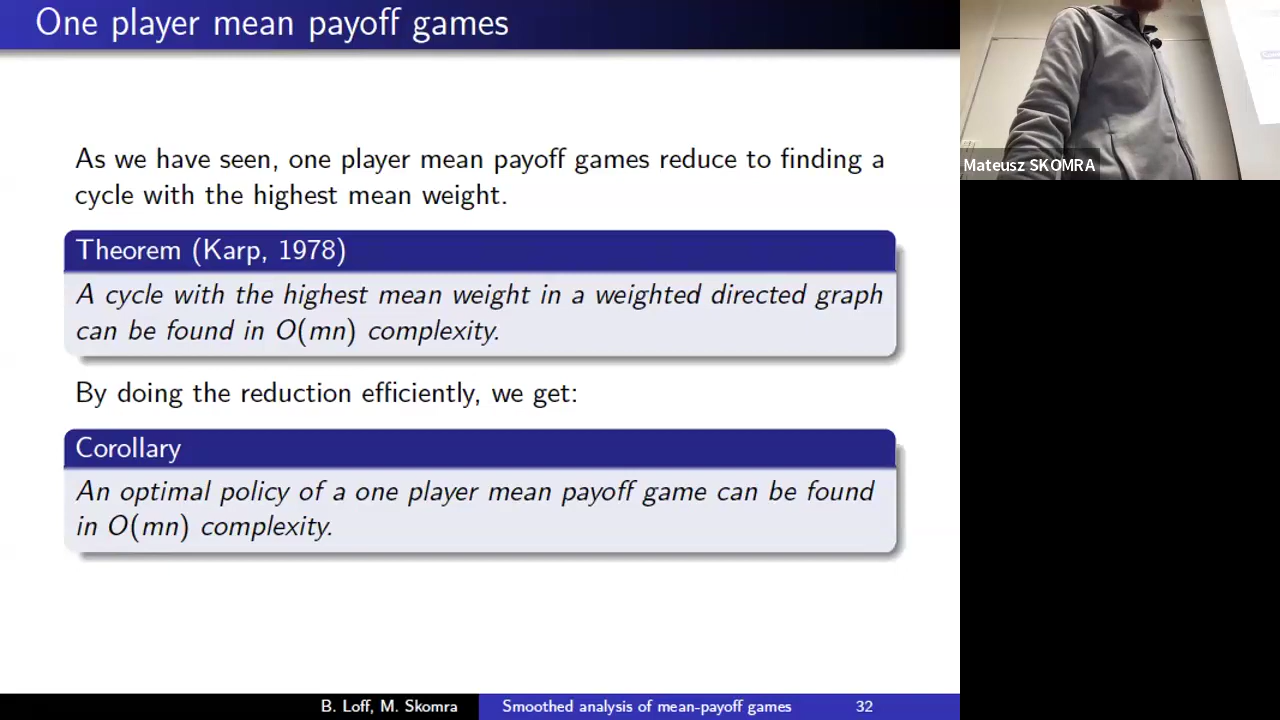 One player mean payoff games
As we have seen, one player mean payoff games reduce to finding a
cycle with the highest mean weight.
Theorem (Karp, 1978)
A cycle with the highest mean weight in a weighted directed graph
can be found in O(mn) complexity.
By doing the reduction efficiently, we get:
Corollary
An optimal policy of a one player mean payoff game can be found
in O(mn) complexity.
B. Loff, M. Skomra
Smoothed analysis of mean-payoff games
32
Mateusz SKOMRA